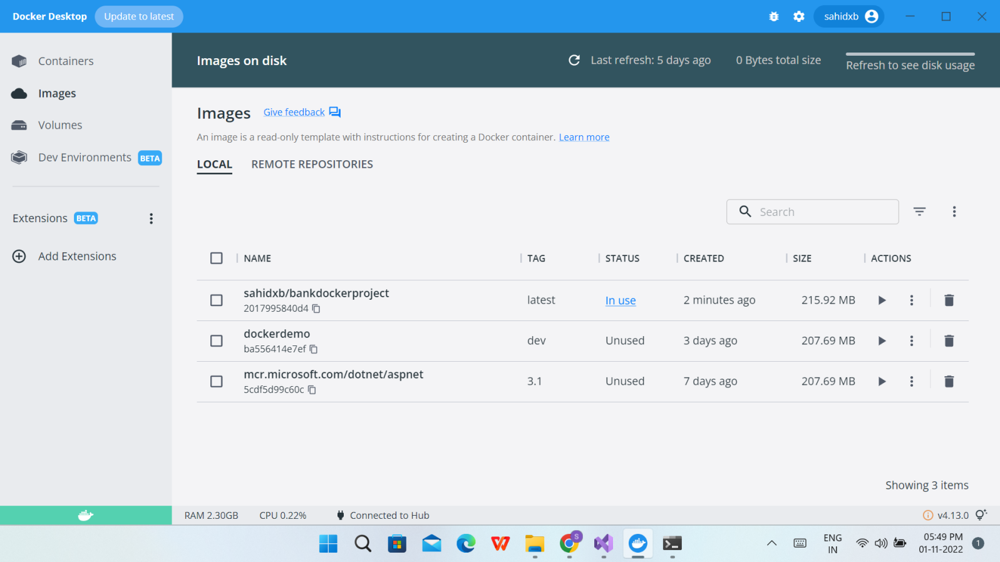 Docker Desktop Update to latest sahidxb
Containers
Images
Volumes
Dev Environments BETA
Extensions BETA
Add Extensions
Images on disk Last refresh: 5 days ago 0 Bytes total size Refresh to see disk usage
Images Give feedback
An image is a read-only template with instructions for creating a Docker container. Learn more
LOCAL REMOTE REPOSITORIES
Search
NAME TAG STATUS CREATED SIZE ACTIONS
sahidxb/bankdockerproject
2017995840d4
latest In use 2 minutes ago 215.92 MB
dockerdemo
ba556414e7ef
dev Unused 3 days ago 207.69 MB
mcr.microsoft.com/dotnet/aspnet
5cdf5d99c60c
3.1 Unused 7 days ago 207.69 MB
Showing 3 items
RAM 2.30GB CPU 0.22% Connected to Hub v4.13.0
S
ENG
IN
05:49 PM
01-11-2022
1